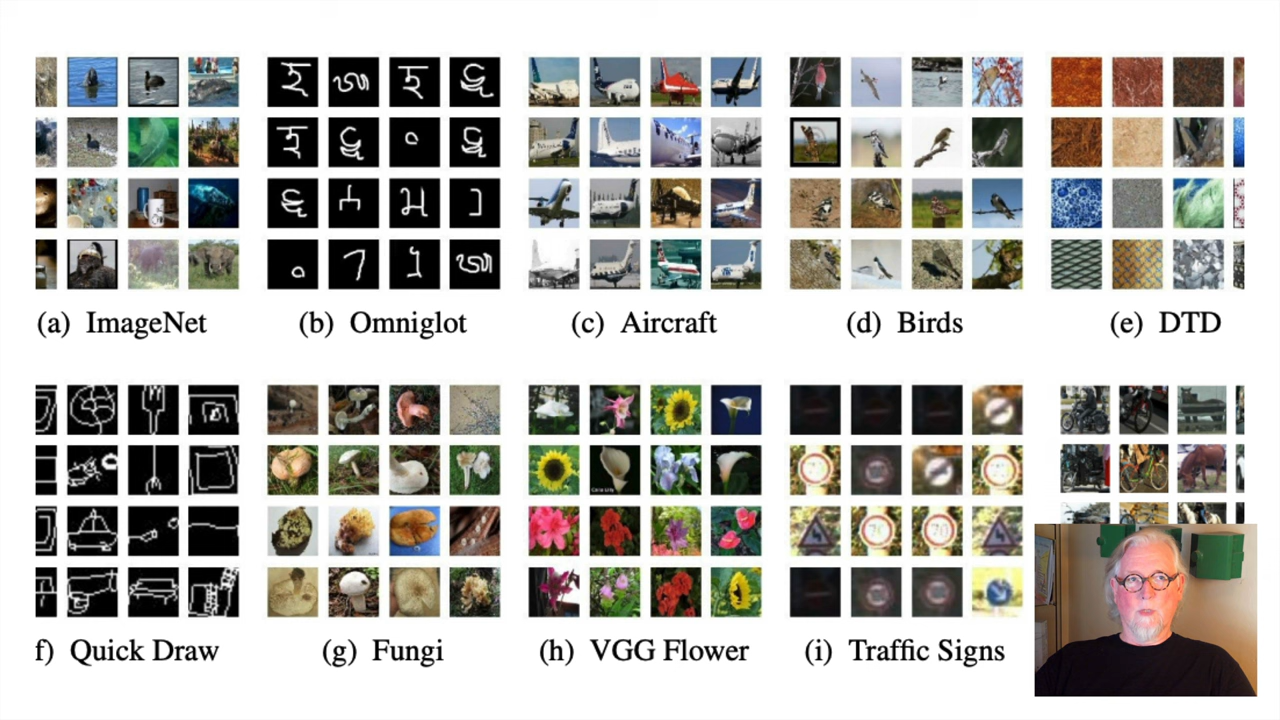 (a) ImageNet
(b) Omniglot
(c) Aircraft
(d) Birds
(e) DTD
f) Quick Draw
(g) Fungi
(h) VGG Flower
(i) Traffic Signs